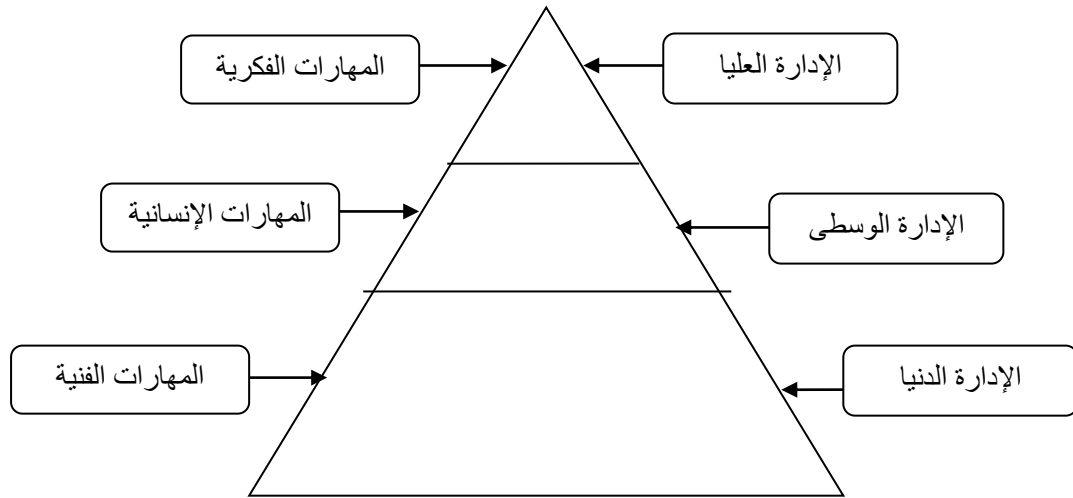 الإدارة العليا
المهارات الفكرية
الإدارة الوسطى
المهارات الإنسانية
الإدارة الدنيا
المهارات الفنية